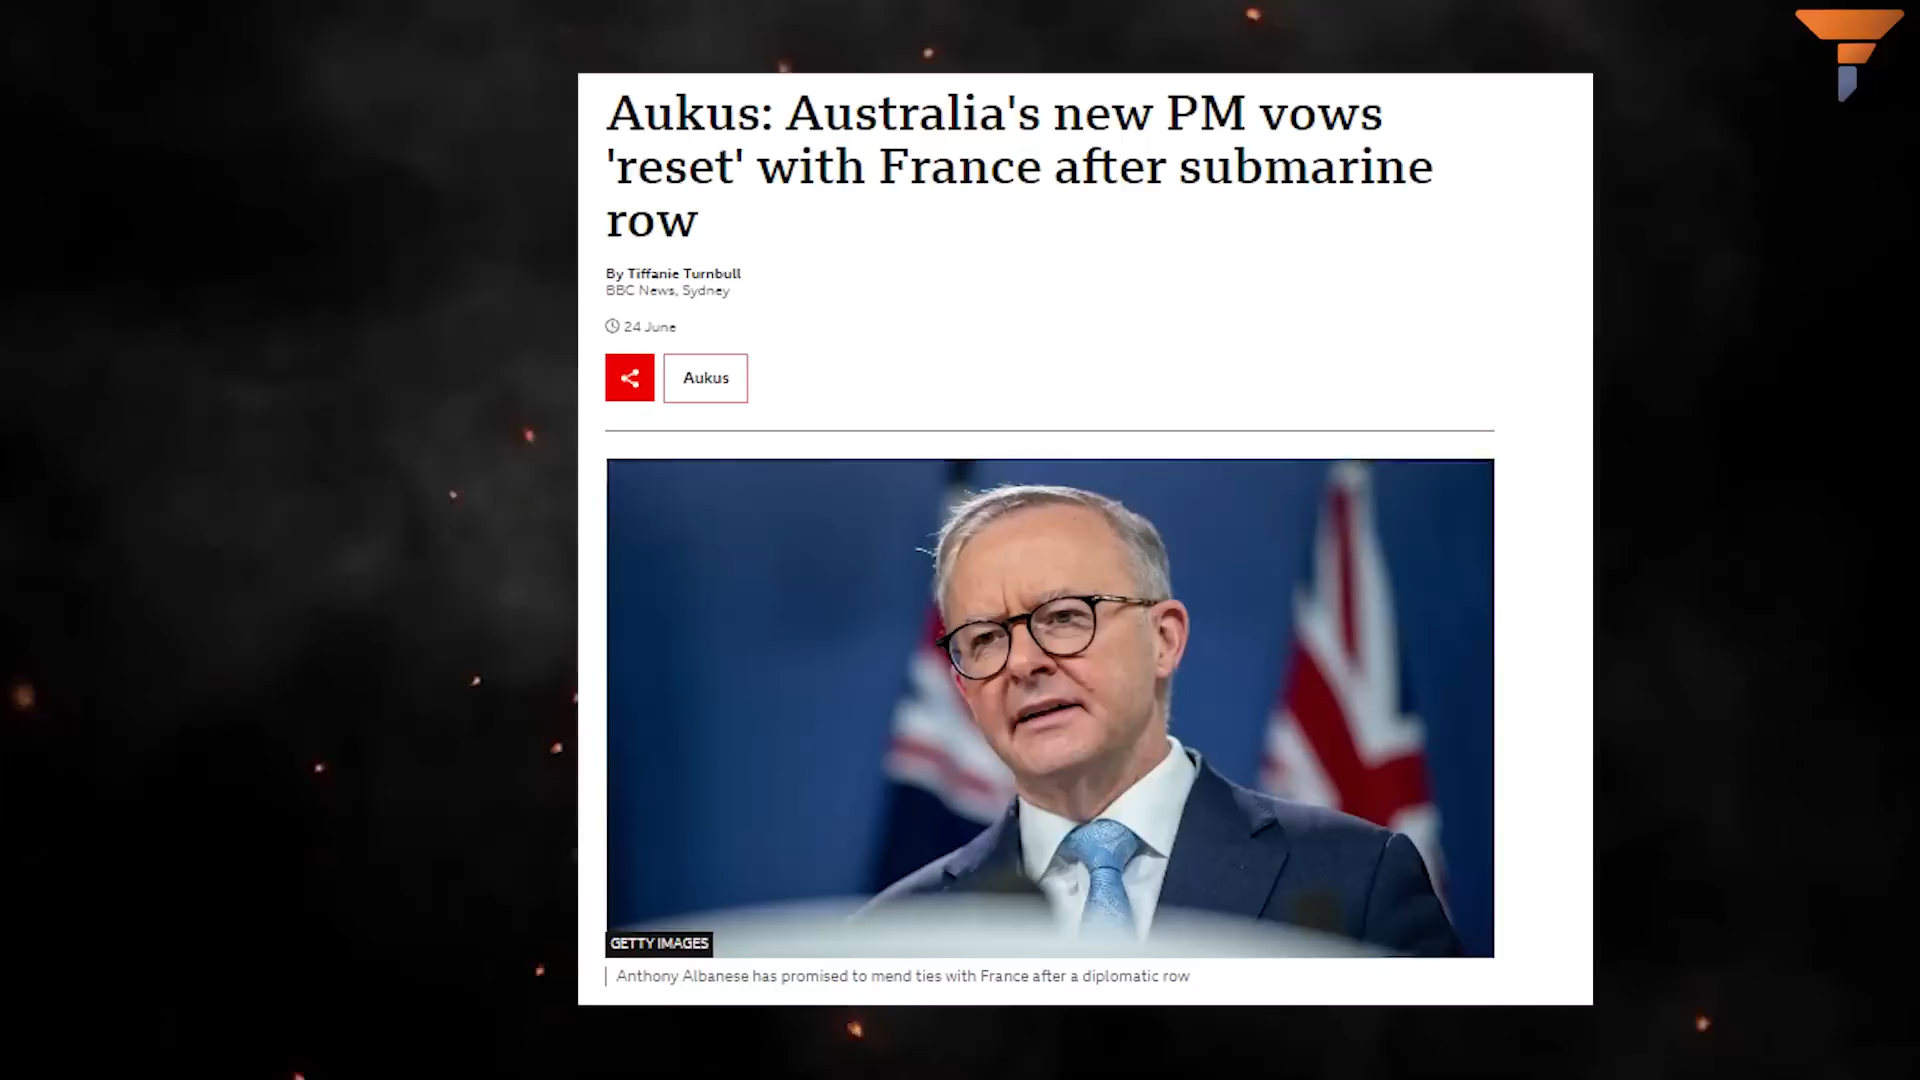 Aukus: Australia's new PM vows
'reset' with France after submarine
row
By Tiffanie Turnbull
BBC News, Sydney
24 June
Aukus
GETTY IMAGES
Anthony Albanese has promised to mend ties with France after a diplomatic row